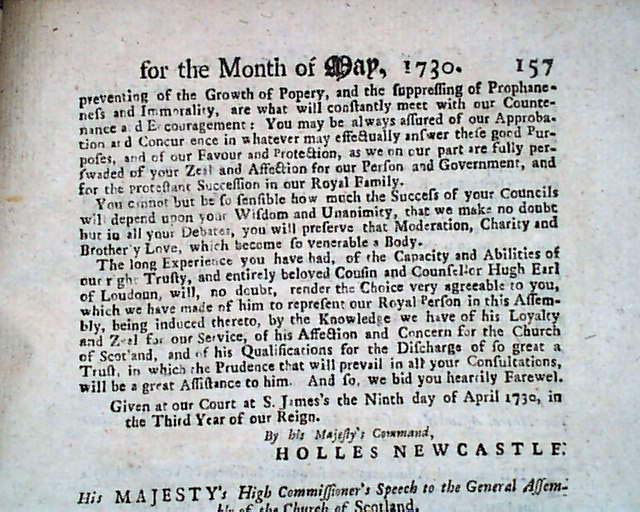 for the Month of May, 1730. 157
preventing of the Growth of Popery, and the ſuppreſſing of Prophane-
neſs and Immorality, are what will conſtantly meet with our Counte-
nance and Encouragement: You may be always aſſured of our Approba-
tion and Concurrence in whatever may effectually anſwer theſe good Pur-
poſes, and of our Favour and Protection, as we on our part are fully per-
ſwaded of your Zeal and Affection for our Perſon and Government, and
for the proteſtant Succeſſion in our Royal Family.
You cannot but be ſo ſenſible how much the Succeſs of your Councils
will depend upon your Wiſdom and Unanimity, that we make no doubt
but in all your Debates, you will preſerve that Moderation, Charity and
Brotherly Love, which become ſo venerable a Body.
The long Experience you have had, of the Capacity and Abilities of
our right Truſty, and entirely beloved Couſin and Counſellor Hugh Earl
of Loudoun, will, no doubt, render the Choice very agreeable to you,
which we have made of him to repreſent our Royal Perſon in this Aſſem-
bly, being induced thereto, by the Knowledge we have of his Loyalty
and Zeal for our Service, of his Affection and Concern for the Church
of Scotland, and of his Qualifications for the Diſcharge of ſo great a
Truſt, in which the Prudence that will prevail in all your Conſultations,
will be a great Aſſiſtance to him. And ſo, we bid you heartily Farewel.
Given at our Court at S. James's the Ninth day of April 1730, in
the Third Year of our Reign.
By his Majeſty's Command,
HOLLES NEWCASTLE.
His MAJESTY's High Commiſſioner's Speech to the General Aſſem-
bly of the Church of Scotland.